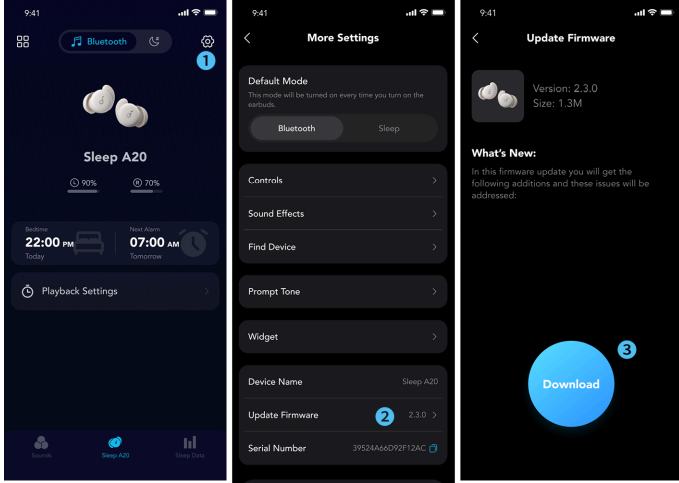 9:41
Bluetooth
1
Sleep A20
L 90%
R 70%
Bedtime
22:00 PM
Today
Next Alarm
07:00 AM
Tomorrow
Playback Settings
Sounds
Sleep A20
Sleep Data
9:41
More Settings
Default Mode
This mode will be turned on every time you turn on the
earbuds.
Bluetooth
Sleep
Controls
Sound Effects
Find Device
Prompt Tone
Widget
Device Name
Sleep A20
Update Firmware
2
2.3.0
Serial Number
39524A66D92F12AC
9:41
Update Firmware
Version: 2.3.0
Size: 1.3M
What's New:
In this firmware update you will get the
following additions and these issues will be
addressed:
3
Download